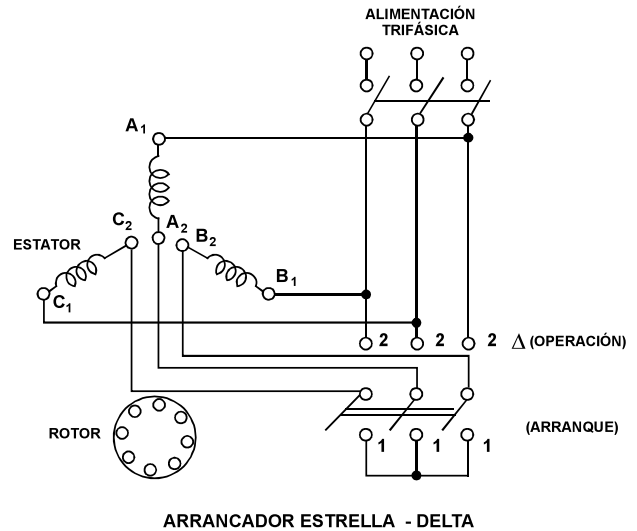 ALIMENTACIÓN
TRIFÁSICA
A1
C2
A2
B2
ESTATOR
B1
C1
2 2 2 Δ (OPERACIÓN)
ROTOR
(ARRANQUE)
1 1 1
ARRANCADOR ESTRELLA - DELTA